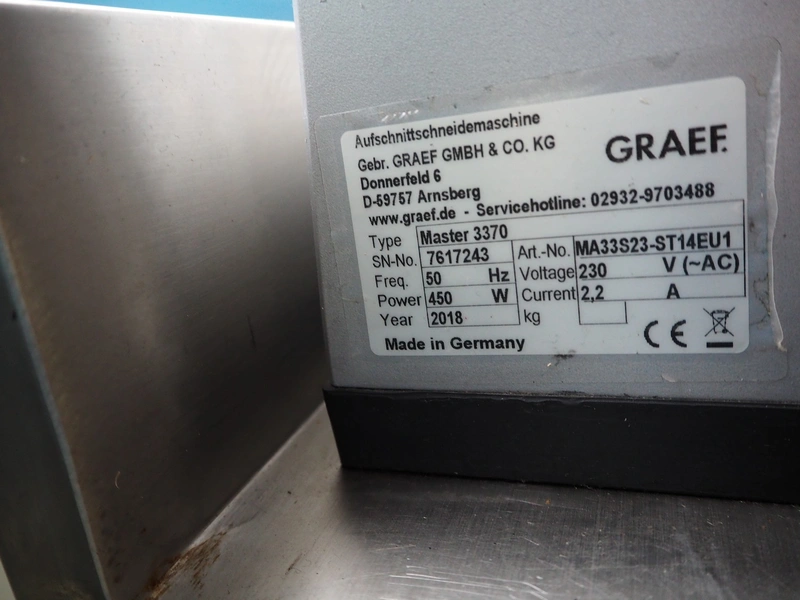 Aufschnittschneidemaschine
Gebr. GRAEF GMBH & CO. KG
GRAEF.
Donnerfeld 6
D-59757 Arnsberg
www.graef.de - Servicehotline: 02932-9703488
Type Master 3370
SN-No. 7617243 Art.-No. MA33S23-ST14EU1
Freq. 50 Hz Voltage 230 V (~AC)
Power 450 W Current 2,2 A
Year 2018 kg
Made in Germany CE